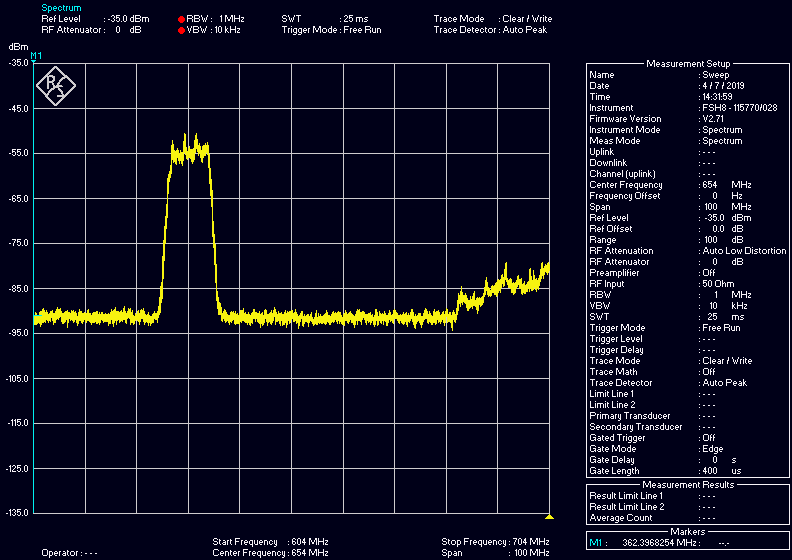 Spectrum
Ref Level : -35.0 dBm RBW : 1 MHz SWT : 25 ms Trace Mode : Clear / Write
RF Attenuator : 0 dB VBW : 10 kHz Trigger Mode : Free Run Trace Detector : Auto Peak
dBm
M1
-35.0
-45.0
-55.0
-65.0
-75.0
-85.0
-95.0
-105.0
-115.0
-125.0
-135.0
R&S
Start Frequency : 604 MHz Stop Frequency : 704 MHz
Operator : - - - Center Frequency : 654 MHz Span : 100 MHz
Measurement Setup
Name : Sweep
Date : 4 / 7 / 2019
Time : 14:31:59
Instrument : FSH8 - 115770/028
Firmware Version : V2.71
Instrument Mode : Spectrum
Meas Mode : Spectrum
Uplink : - - -
Downlink : - - -
Channel (uplink) : - - -
Center Frequency : 654 MHz
Frequency Offset : 0 Hz
Span : 100 MHz
Ref Level : -35.0 dBm
Ref Offset : 0.0 dB
Range : 100 dB
RF Attenuation : Auto Low Distortion
RF Attenuator : 0 dB
Preamplifier : Off
RF Input : 50 Ohm
RBW : 1 MHz
VBW : 10 kHz
SWT : 25 ms
Trigger Mode : Free Run
Trigger Level : - - -
Trigger Delay : - - -
Trace Mode : Clear / Write
Trace Math : Off
Trace Detector : Auto Peak
Limit Line 1 : - - -
Limit Line 2 : - - -
Primary Transducer : - - -
Secondary Transducer : - - -
Gated Trigger : Off
Gate Mode : Edge
Gate Delay : 0 s
Gate Length : 400 us
Measurement Results
Result Limit Line 1 : - - -
Result Limit Line 2 : - - -
Average Count : - - -
Markers
M1 : 362.3968254 MHz : --.-